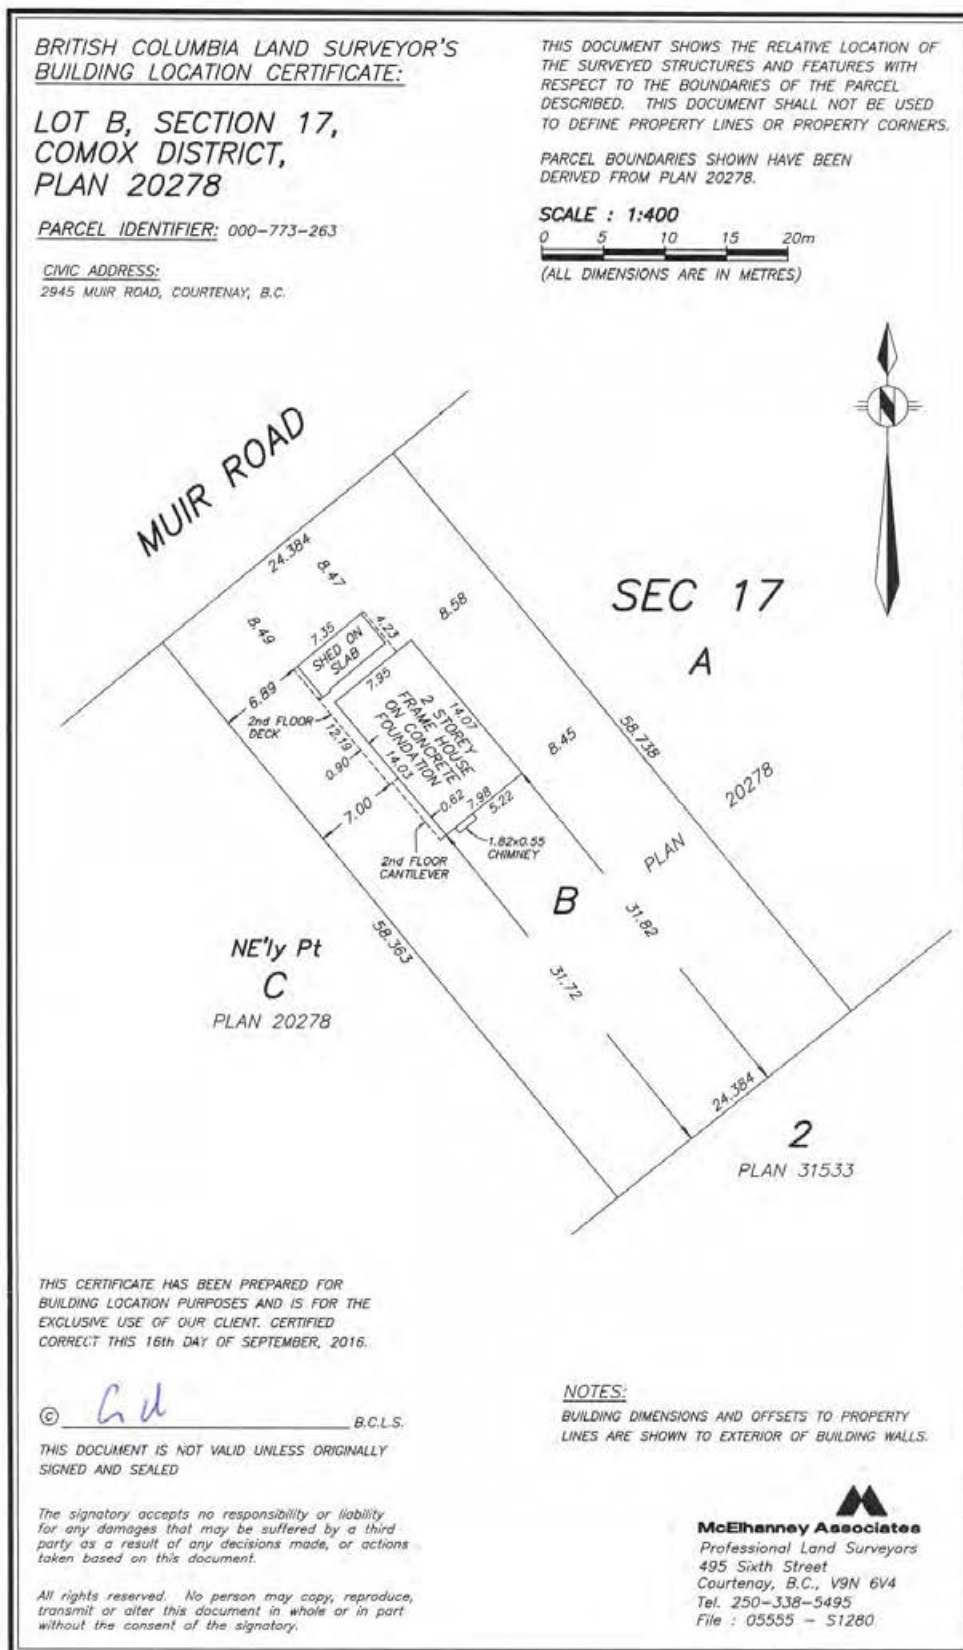 BRITISH COLUMBIA LAND SURVEYOR'S
BUILDING LOCATION CERTIFICATE:
LOT B, SECTION 17,
COMOX DISTRICT,
PLAN 20278
PARCEL IDENTIFIER: 000-773-263
CIVIC ADDRESS:
2945 MUIR ROAD, COURTENAY, B.C.
THIS DOCUMENT SHOWS THE RELATIVE LOCATION OF
THE SURVEYED STRUCTURES AND FEATURES WITH
RESPECT TO THE BOUNDARIES OF THE PARCEL
DESCRIBED. THIS DOCUMENT SHALL NOT BE USED
TO DEFINE PROPERTY LINES OR PROPERTY CORNERS.
PARCEL BOUNDARIES SHOWN HAVE BEEN
DERIVED FROM PLAN 20278.
SCALE : 1:400
0 5 10 15 20m
(ALL DIMENSIONS ARE IN METRES)
N
MUIR ROAD
24.384
8.47
8.49
8.58
SEC 17
A
7.35
4.23
SHED ON
SLAB
6.89
7.95
2nd FLOOR
DECK
12.19
0.90
2 STOREY
FRAME HOUSE
ON CONCRETE
FOUNDATION
14.07
14.03
8.45
58.738
20278
PLAN
7.00
0.62
7.98
5.22
1.82x0.55
CHIMNEY
2nd FLOOR
CANTILEVER
B
31.82
31.72
58.363
NE'ly Pt
C
PLAN 20278
24.384
2
PLAN 31533
THIS CERTIFICATE HAS BEEN PREPARED FOR
BUILDING LOCATION PURPOSES AND IS FOR THE
EXCLUSIVE USE OF OUR CLIENT. CERTIFIED
CORRECT THIS 16th DAY OF SEPTEMBER, 2016.
© B.C.L.S.
THIS DOCUMENT IS NOT VALID UNLESS ORIGINALLY
SIGNED AND SEALED
The signatory accepts no responsibility or liability
for any damages that may be suffered by a third
party as a result of any decisions made, or actions
taken based on this document.
All rights reserved. No person may copy, reproduce,
transmit or alter this document in whole or in part
without the consent of the signatory.
NOTES:
BUILDING DIMENSIONS AND OFFSETS TO PROPERTY
LINES ARE SHOWN TO EXTERIOR OF BUILDING WALLS.
McElhanney Associates
Professional Land Surveyors
495 Sixth Street
Courtenay, B.C., V9N 6V4
Tel. 250-338-5495
File : 05555 - S1280